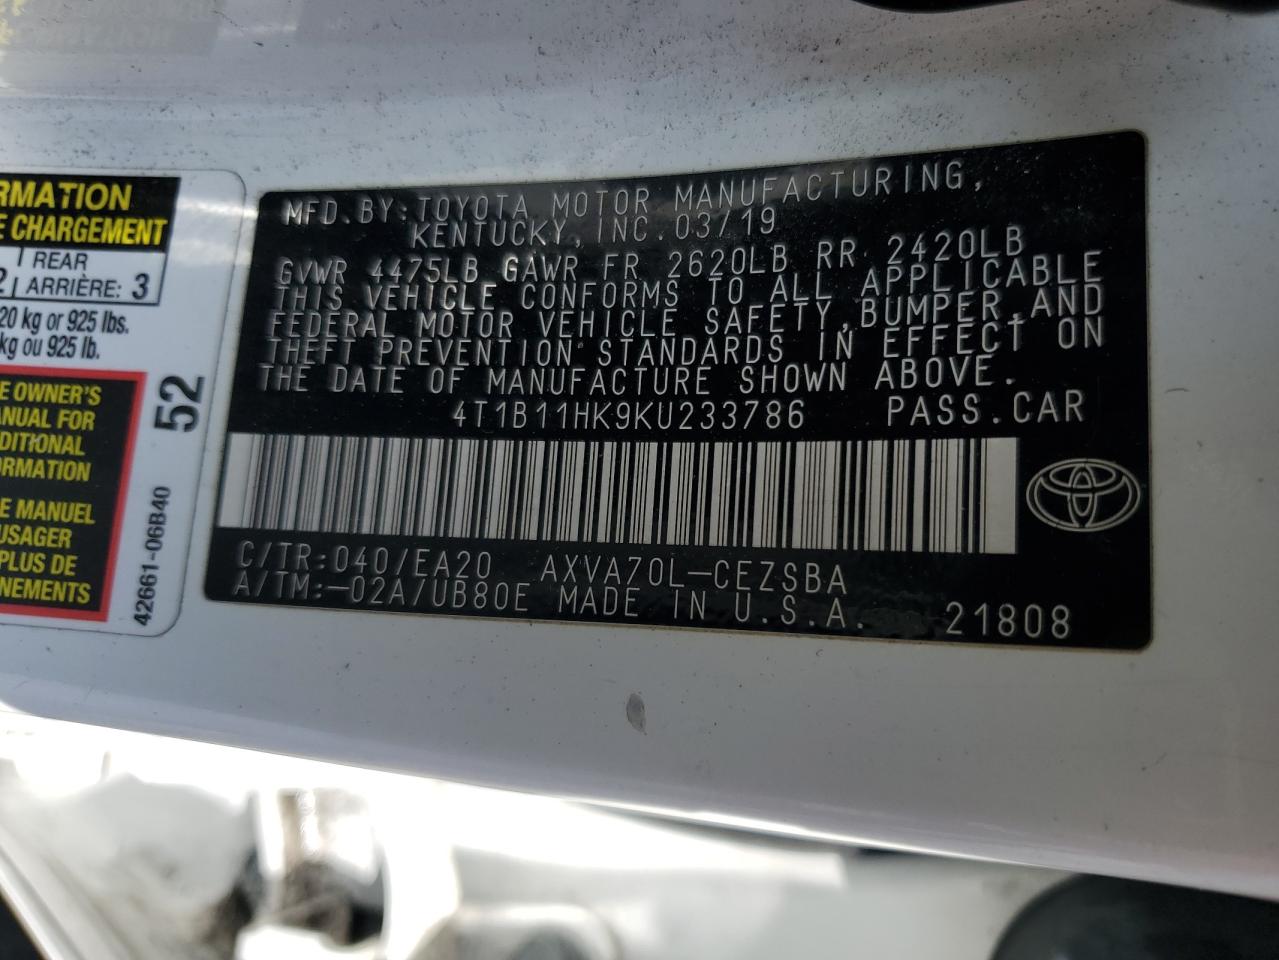 RMATION
E CHARGEMENT
REAR
2 ARRIÈRE: 3
20 kg or 925 lbs.
kg ou 925 lb.
E OWNER'S
ANUAL FOR
DDITIONAL
FORMATION
E MANUEL
USAGER
PLUS DE
NEMENTS
52
42661-06B40
MFD.BY:TOYOTA MOTOR MANUFACTURING,
KENTUCKY, INC.03/19
GVWR 4475LB GAWR FR 2620LB RR 2420LB
THIS VEHICLE CONFORMS TO ALL APPLICABLE
FEDERAL MOTOR VEHICLE SAFETY,BUMPER,AND
THEFT PREVENTION STANDARDS IN EFFECT ON
THE DATE OF MANUFACTURE SHOWN ABOVE.
4T1B11HK9KU233786 PASS.CAR
C/TR:040/EA20 AXVA70L-CEZSBA
A/TM:-02A/UB80E MADE IN U.S.A. 21808